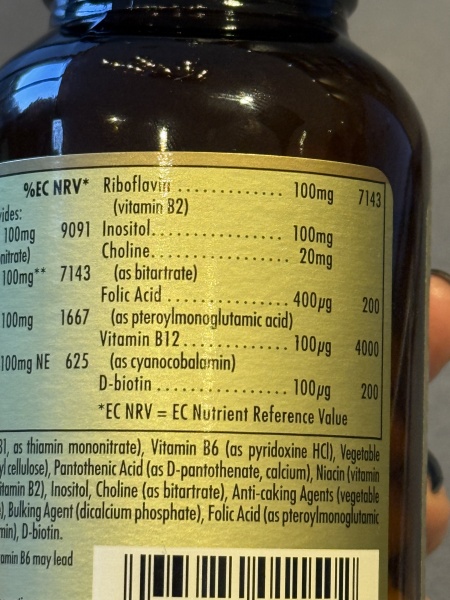 %EC NRV*
vides:
100mg 9091
onitrate)
100mg** 7143
100mg 1667
100mg NE 625
Riboflavin ............. 100mg 7143
(vitamin B2)
Inositol................. 100mg
Choline................. 20mg
(as bitartrate)
Folic Acid .............. 400µg 200
(as pteroylmonoglutamic acid)
Vitamin B12............ 100µg 4000
(as cyanocobalamin)
D-biotin ................ 100µg 200
*EC NRV = EC Nutrient Reference Value
B1, as thiamin mononitrate), Vitamin B6 (as pyridoxine HCl), Vegetable
yl cellulose), Pantothenic Acid (as D-pantothenate, calcium), Niacin (vitamin
itamin B2), Inositol, Choline (as bitartrate), Anti-caking Agents (vegetable
), Bulking Agent (dicalcium phosphate), Folic Acid (as pteroylmonoglutamic
min), D-biotin.
amin B6 may lead